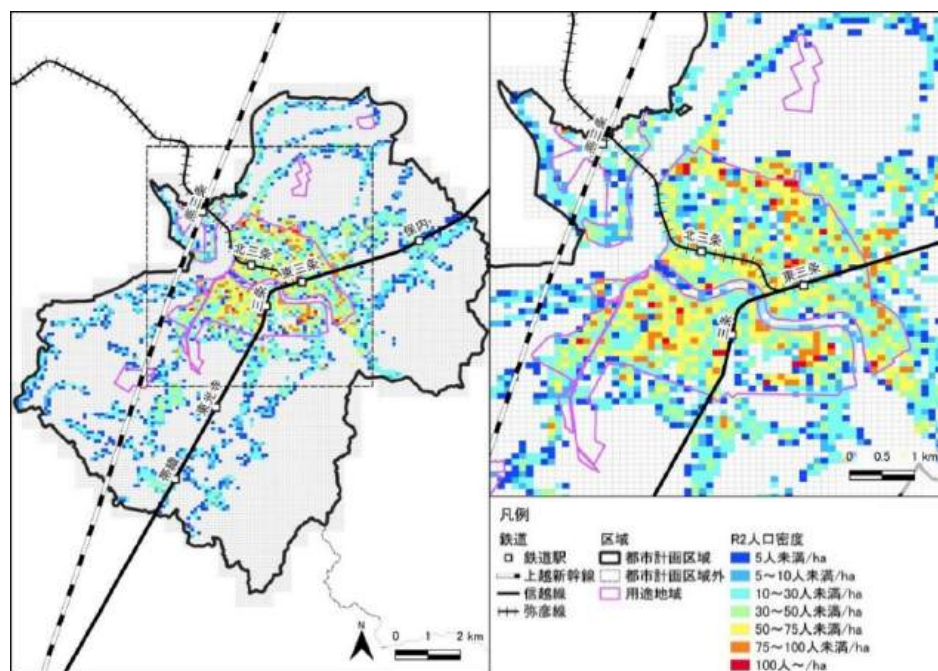 燕三条
北三条
東三条
三条
保内
東光寺
帯織
N
0 1 2 km
燕三条
北三条
東三条
三条
0 0.5 1 km
凡例
鉄道
鉄道駅
上越新幹線
信越線
弥彦線
区域
都市計画区域
都市計画区域外
用途地域
R2人口密度
5人未満/ha
5～10人未満/ha
10～30人未満/ha
30～50人未満/ha
50～75人未満/ha
75～100人未満/ha
100人～/ha